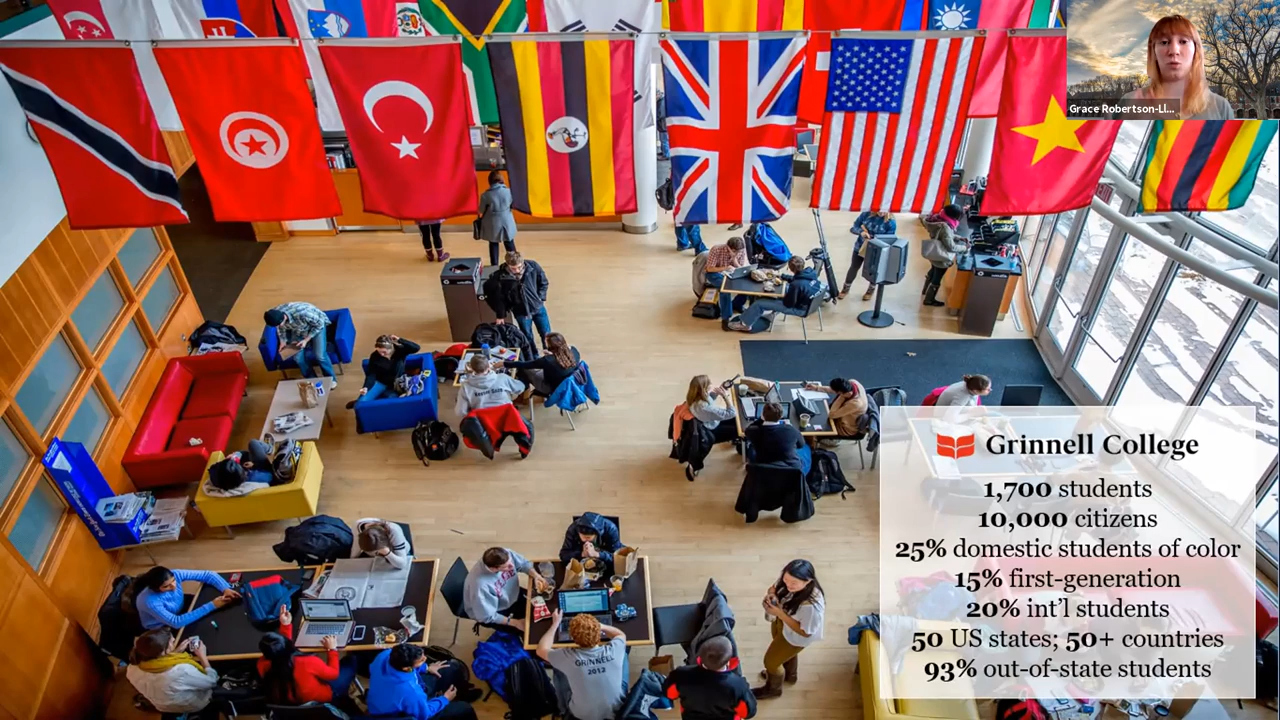 Grace Robertson-Ll...
Grinnell College
1,700 students
10,000 citizens
25% domestic students of color
15% first-generation
20% int'l students
50 US states; 50+ countries
93% out-of-state students
GRINNELL
2012